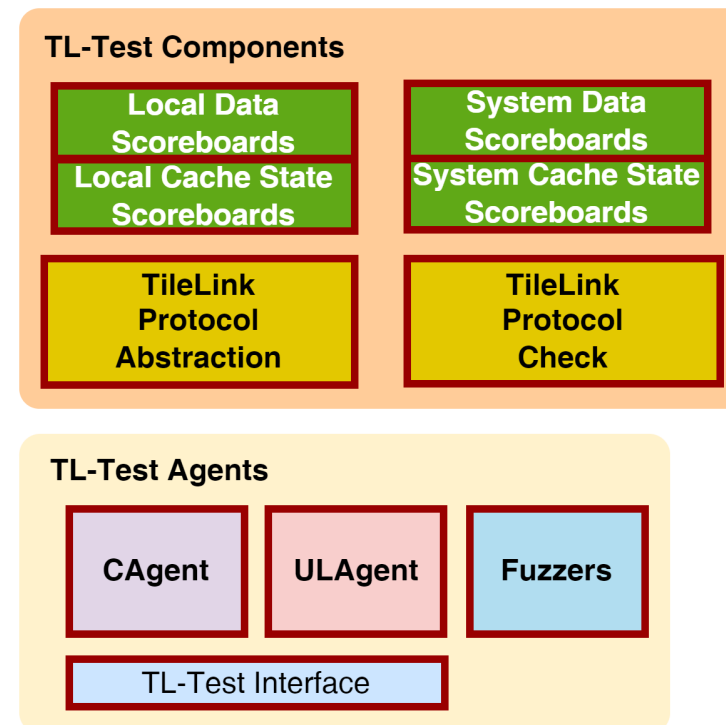 TL-Test Components
Local Data
Scoreboards
Local Cache State
Scoreboards
System Data
Scoreboards
System Cache State
Scoreboards
TileLink
Protocol
Abstraction
TileLink
Protocol
Check
TL-Test Agents
CAgent
ULAgent
Fuzzers
TL-Test Interface